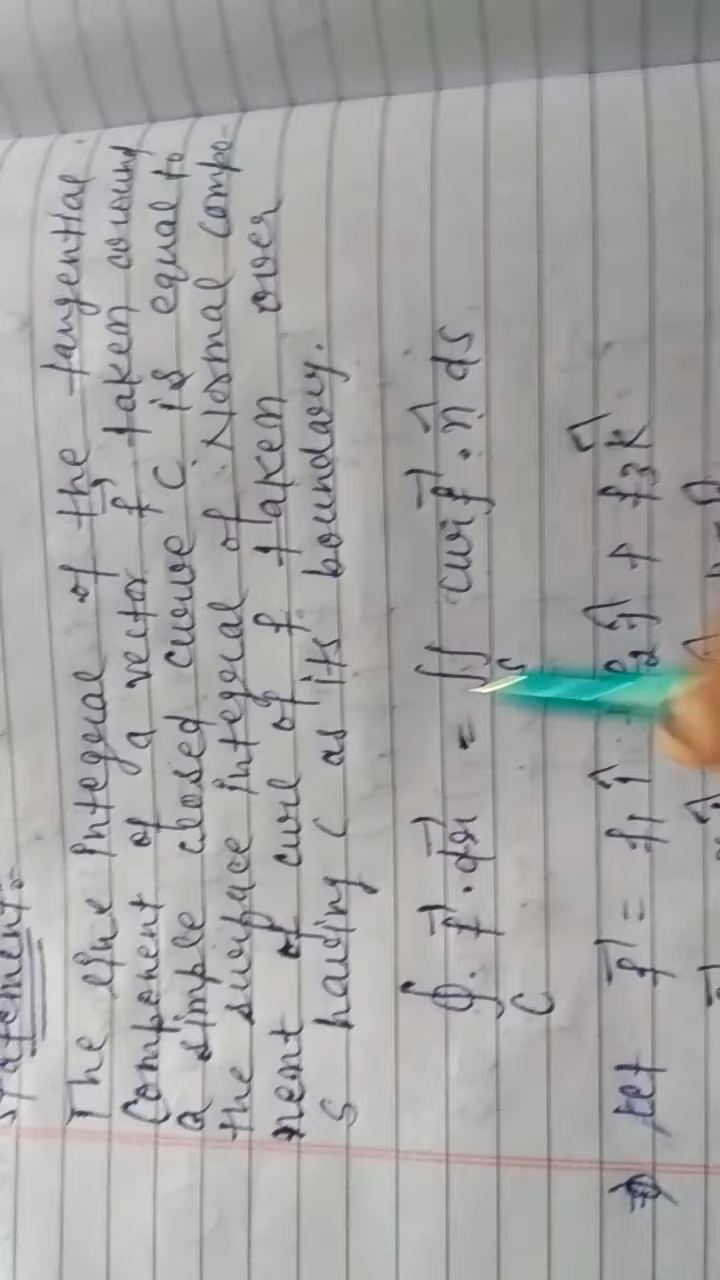 Statement:-
The line integral of the tangential
Component of a vector f⃗ taken around
a simple closed curve C is equal to
the surface integral of Normal compo-
nent of curl of f taken over
S having C as its boundary.
∮. f⃗ . dr⃗ = ∬ curl f⃗ . n̂ ds
C S
⇒ Let f⃗ = f₁ î + f₂ ĵ + f₃ k̂